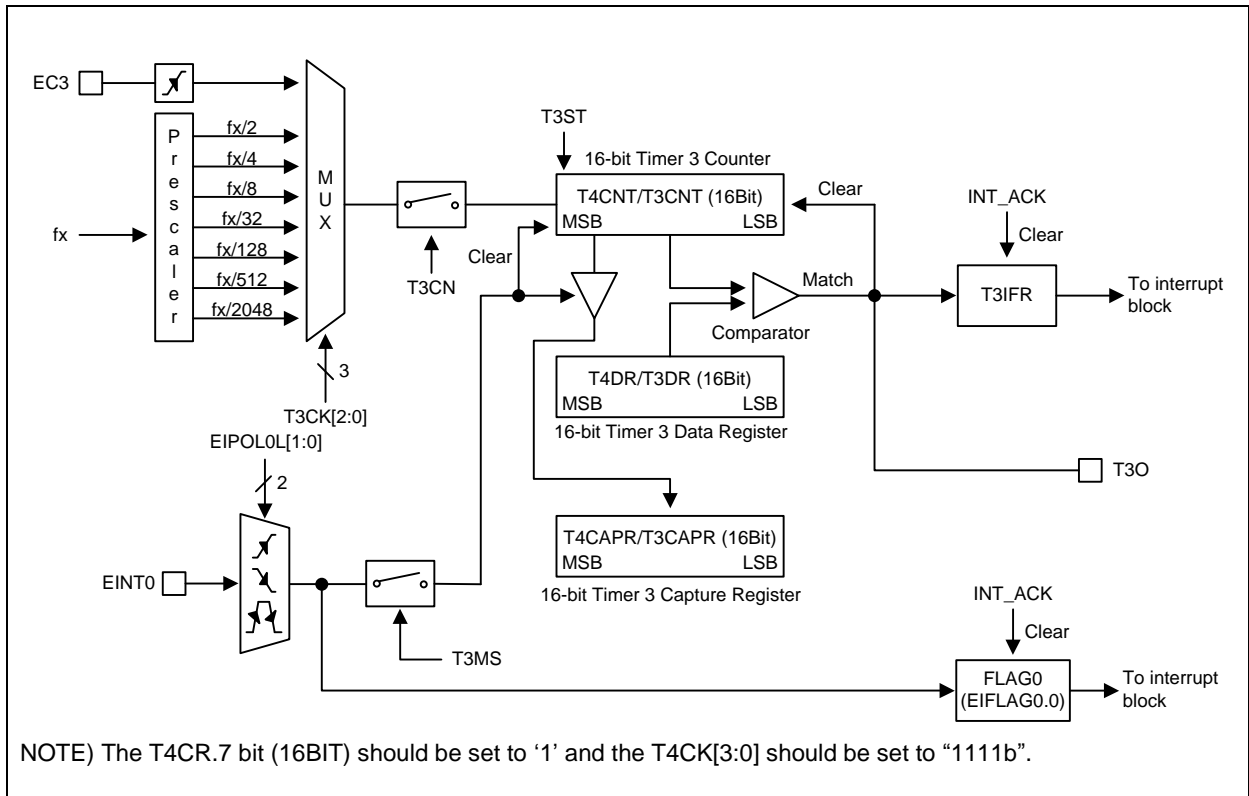 EC3
Prescaler
fx
fx/2
fx/4
fx/8
fx/32
fx/128
fx/512
fx/2048
MUX
3
T3CK[2:0]
T3CN
T3ST
16-bit Timer 3 Counter
T4CNT/T3CNT (16Bit)
MSB LSB
Clear
Clear
Comparator
Match
T4DR/T3DR (16Bit)
MSB LSB
16-bit Timer 3 Data Register
INT_ACK
Clear
T3IFR
To interrupt
block
T3O
EIPOL0L[1:0]
2
EINT0
T3MS
T4CAPR/T3CAPR (16Bit)
MSB LSB
16-bit Timer 3 Capture Register
INT_ACK
Clear
FLAG0
(EIFLAG0.0)
To interrupt
block
NOTE) The T4CR.7 bit (16BIT) should be set to ‘1’ and the T4CK[3:0] should be set to “1111b”.